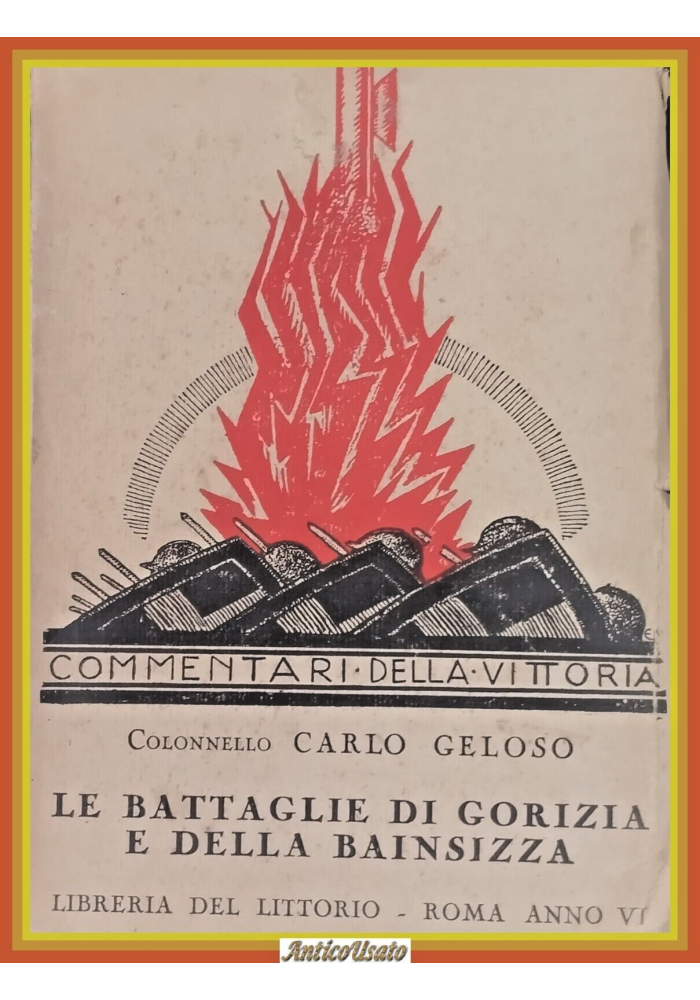 COMMENTARI·DELLA·VITTORIA
COLONNELLO CARLO GELOSO
LE BATTAGLIE DI GORIZIA
E DELLA BAINSIZZA
LIBRERIA DEL LITTORIO - ROMA ANNO VI
AnticoUsato